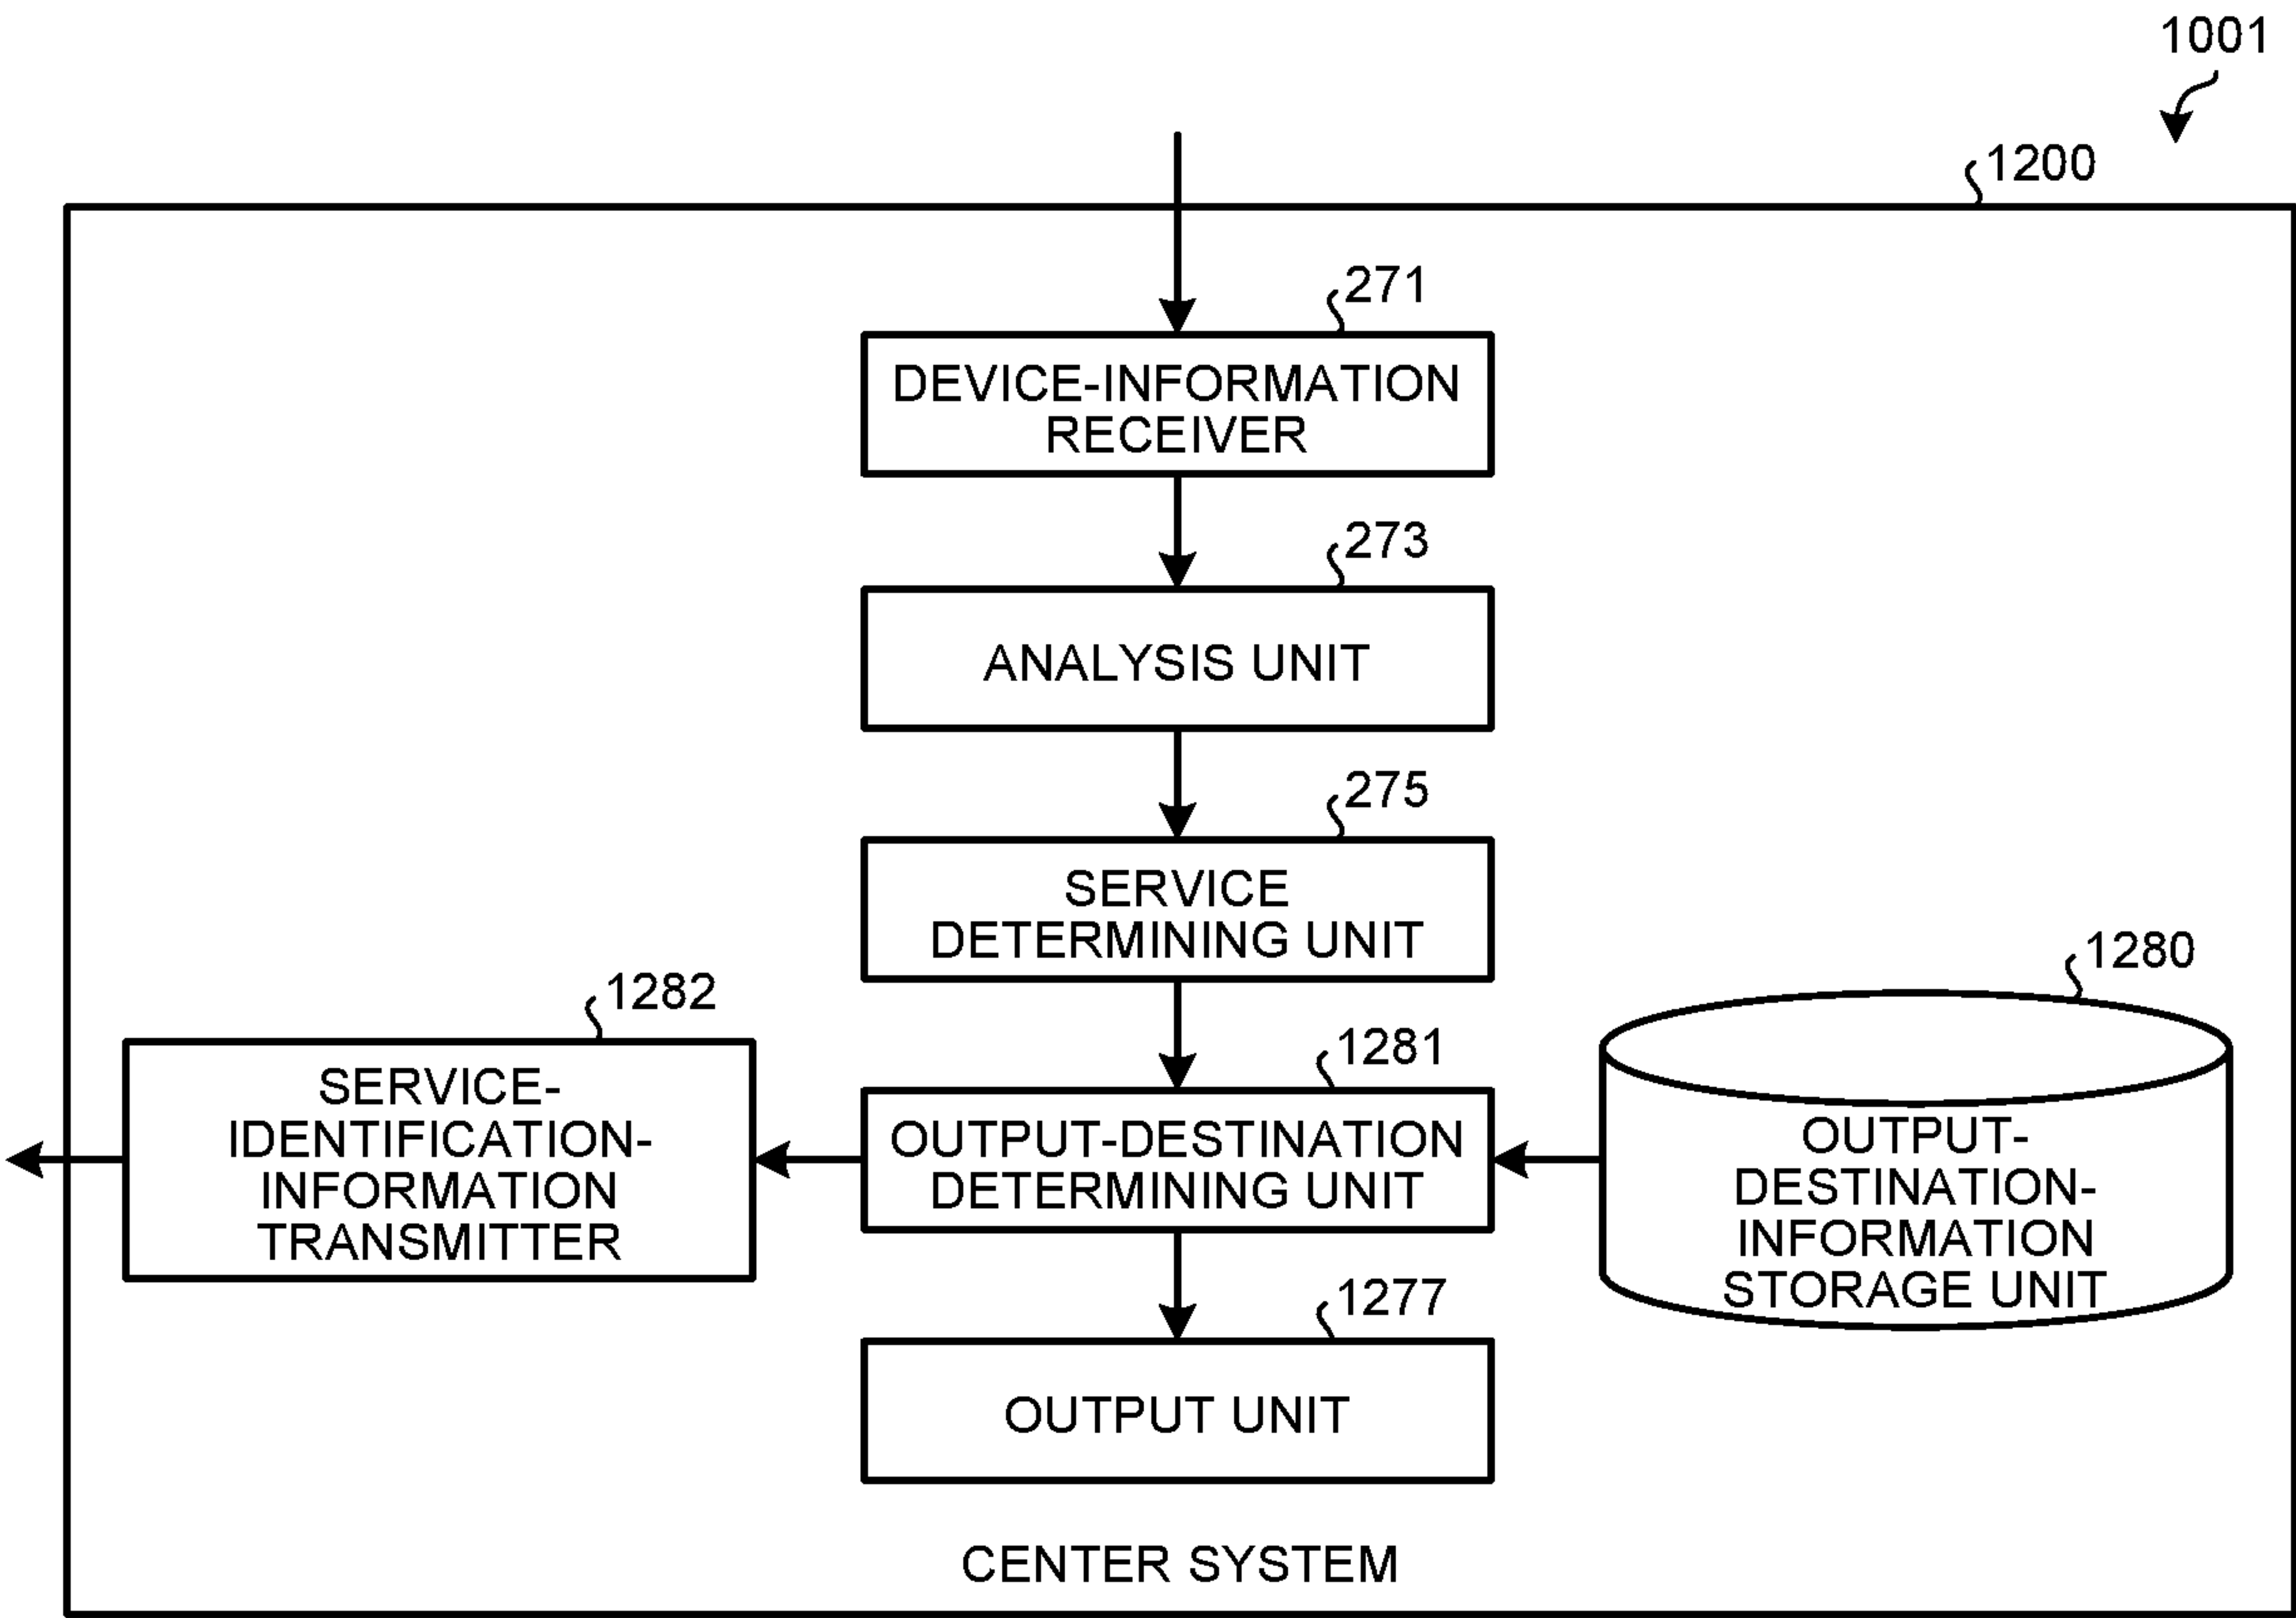 1001
1200
271
DEVICE-INFORMATION
RECEIVER
273
ANALYSIS UNIT
275
SERVICE
DETERMINING UNIT
1282
SERVICE-
IDENTIFICATION-
INFORMATION
TRANSMITTER
1281
OUTPUT-DESTINATION
DETERMINING UNIT
1280
OUTPUT-
DESTINATION-
INFORMATION
STORAGE UNIT
1277
OUTPUT UNIT
CENTER SYSTEM